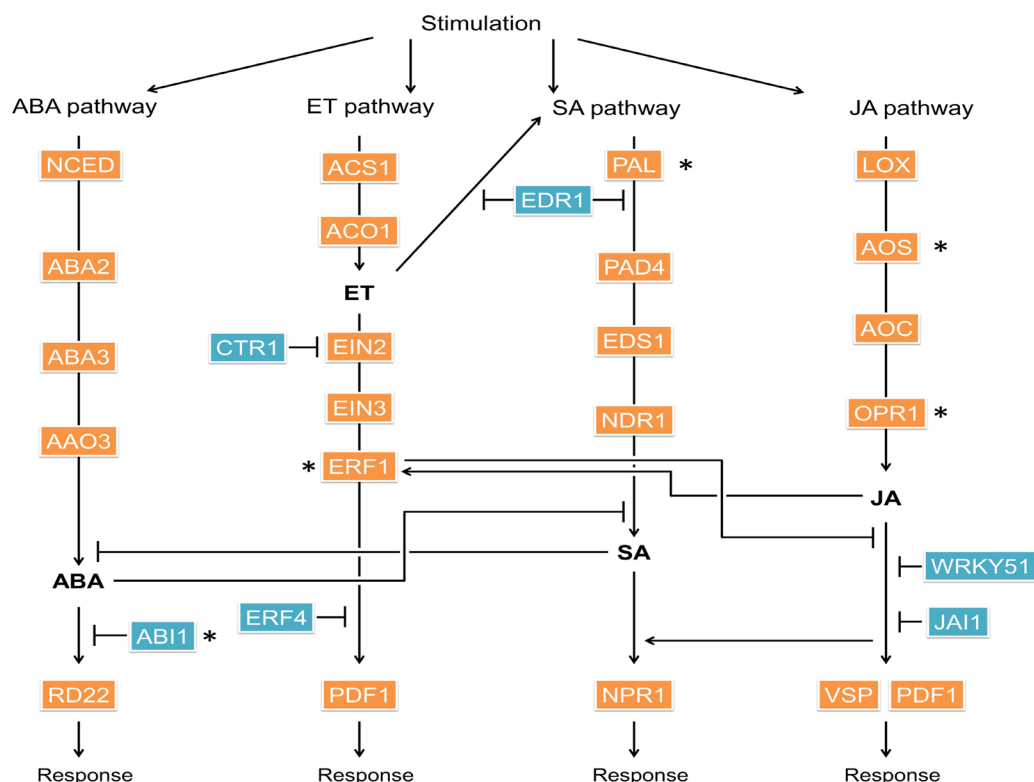 Stimulation
ABA pathway ET pathway SA pathway JA pathway
NCED ACS1 PAL * LOX
EDR1
ACO1 AOS *
ABA2 PAD4
ET
CTR1 EIN2 EDS1 AOC
ABA3
EIN3 NDR1 OPR1 *
AAO3
* ERF1
JA
SA
ABA WRKY51
ERF4 JAI1
ABI1 *
RD22 PDF1 NPR1 VSP PDF1
Response Response Response Response